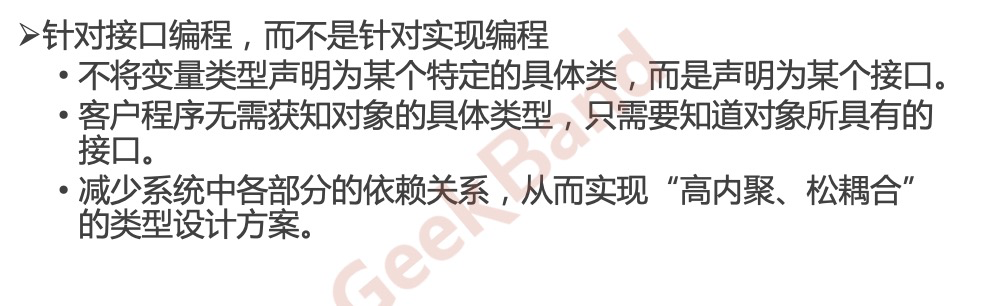 ➢针对接口编程，而不是针对实现编程
• 不将变量类型声明为某个特定的具体类，而是声明为某个接口。
• 客户程序无需获知对象的具体类型，只需要知道对象所具有的
接口。
• 减少系统中各部分的依赖关系，从而实现“高内聚、松耦合”
的类型设计方案。
GeekBand